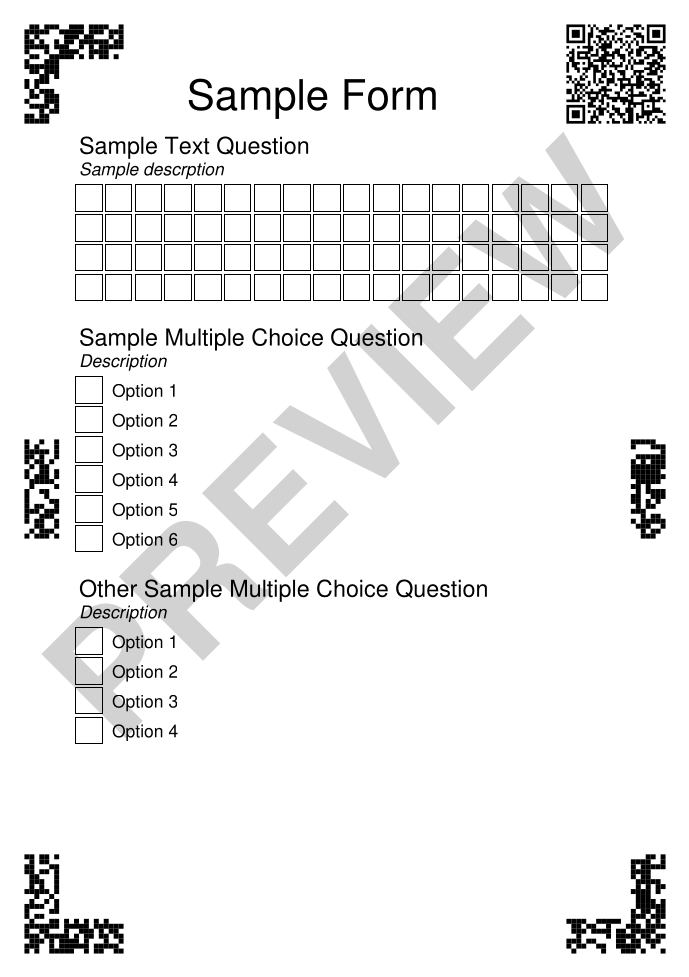 Sample Form
Sample Text Question
Sample descrption
Sample Multiple Choice Question
Description
Option 1
Option 2
Option 3
Option 4
Option 5
Option 6
Other Sample Multiple Choice Question
Description
Option 1
Option 2
Option 3
Option 4
PREVIEW